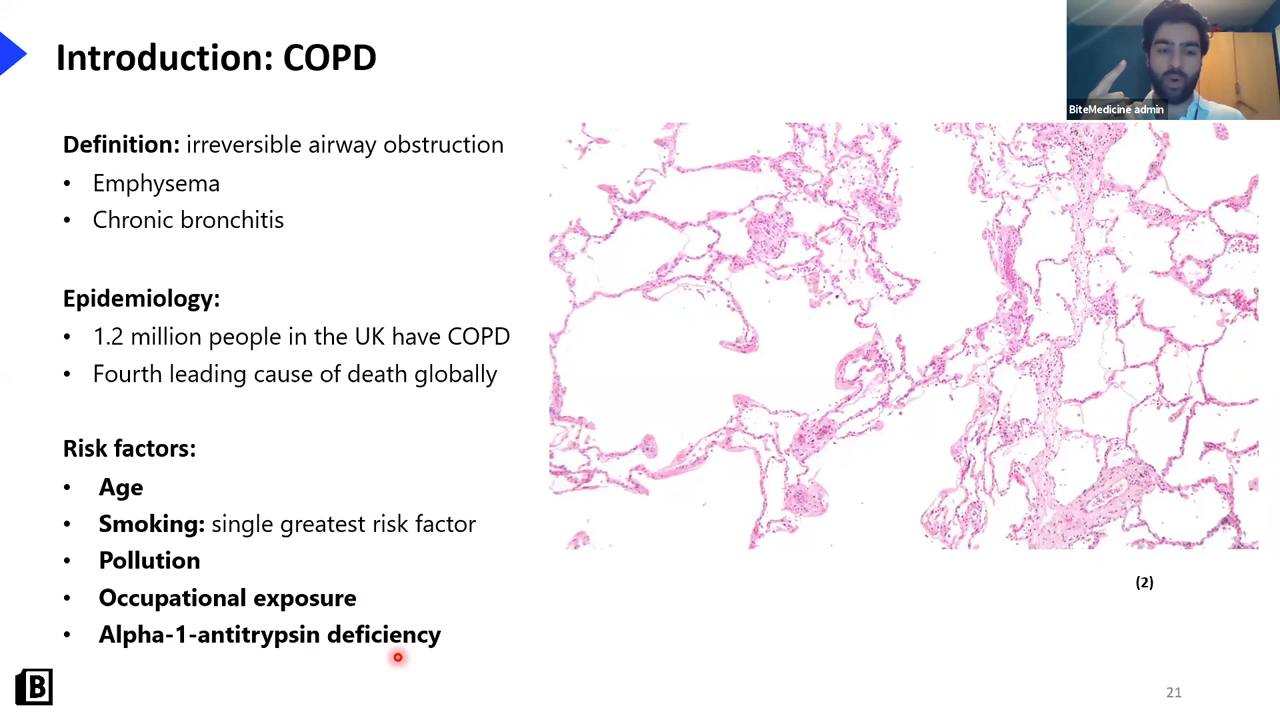 Introduction: COPD
BiteMedicine admin
Definition: irreversible airway obstruction
• Emphysema
• Chronic bronchitis
Epidemiology:
• 1.2 million people in the UK have COPD
• Fourth leading cause of death globally
Risk factors:
• Age
• Smoking: single greatest risk factor
• Pollution
• Occupational exposure
• Alpha-1-antitrypsin deficiency
(2)
B
21